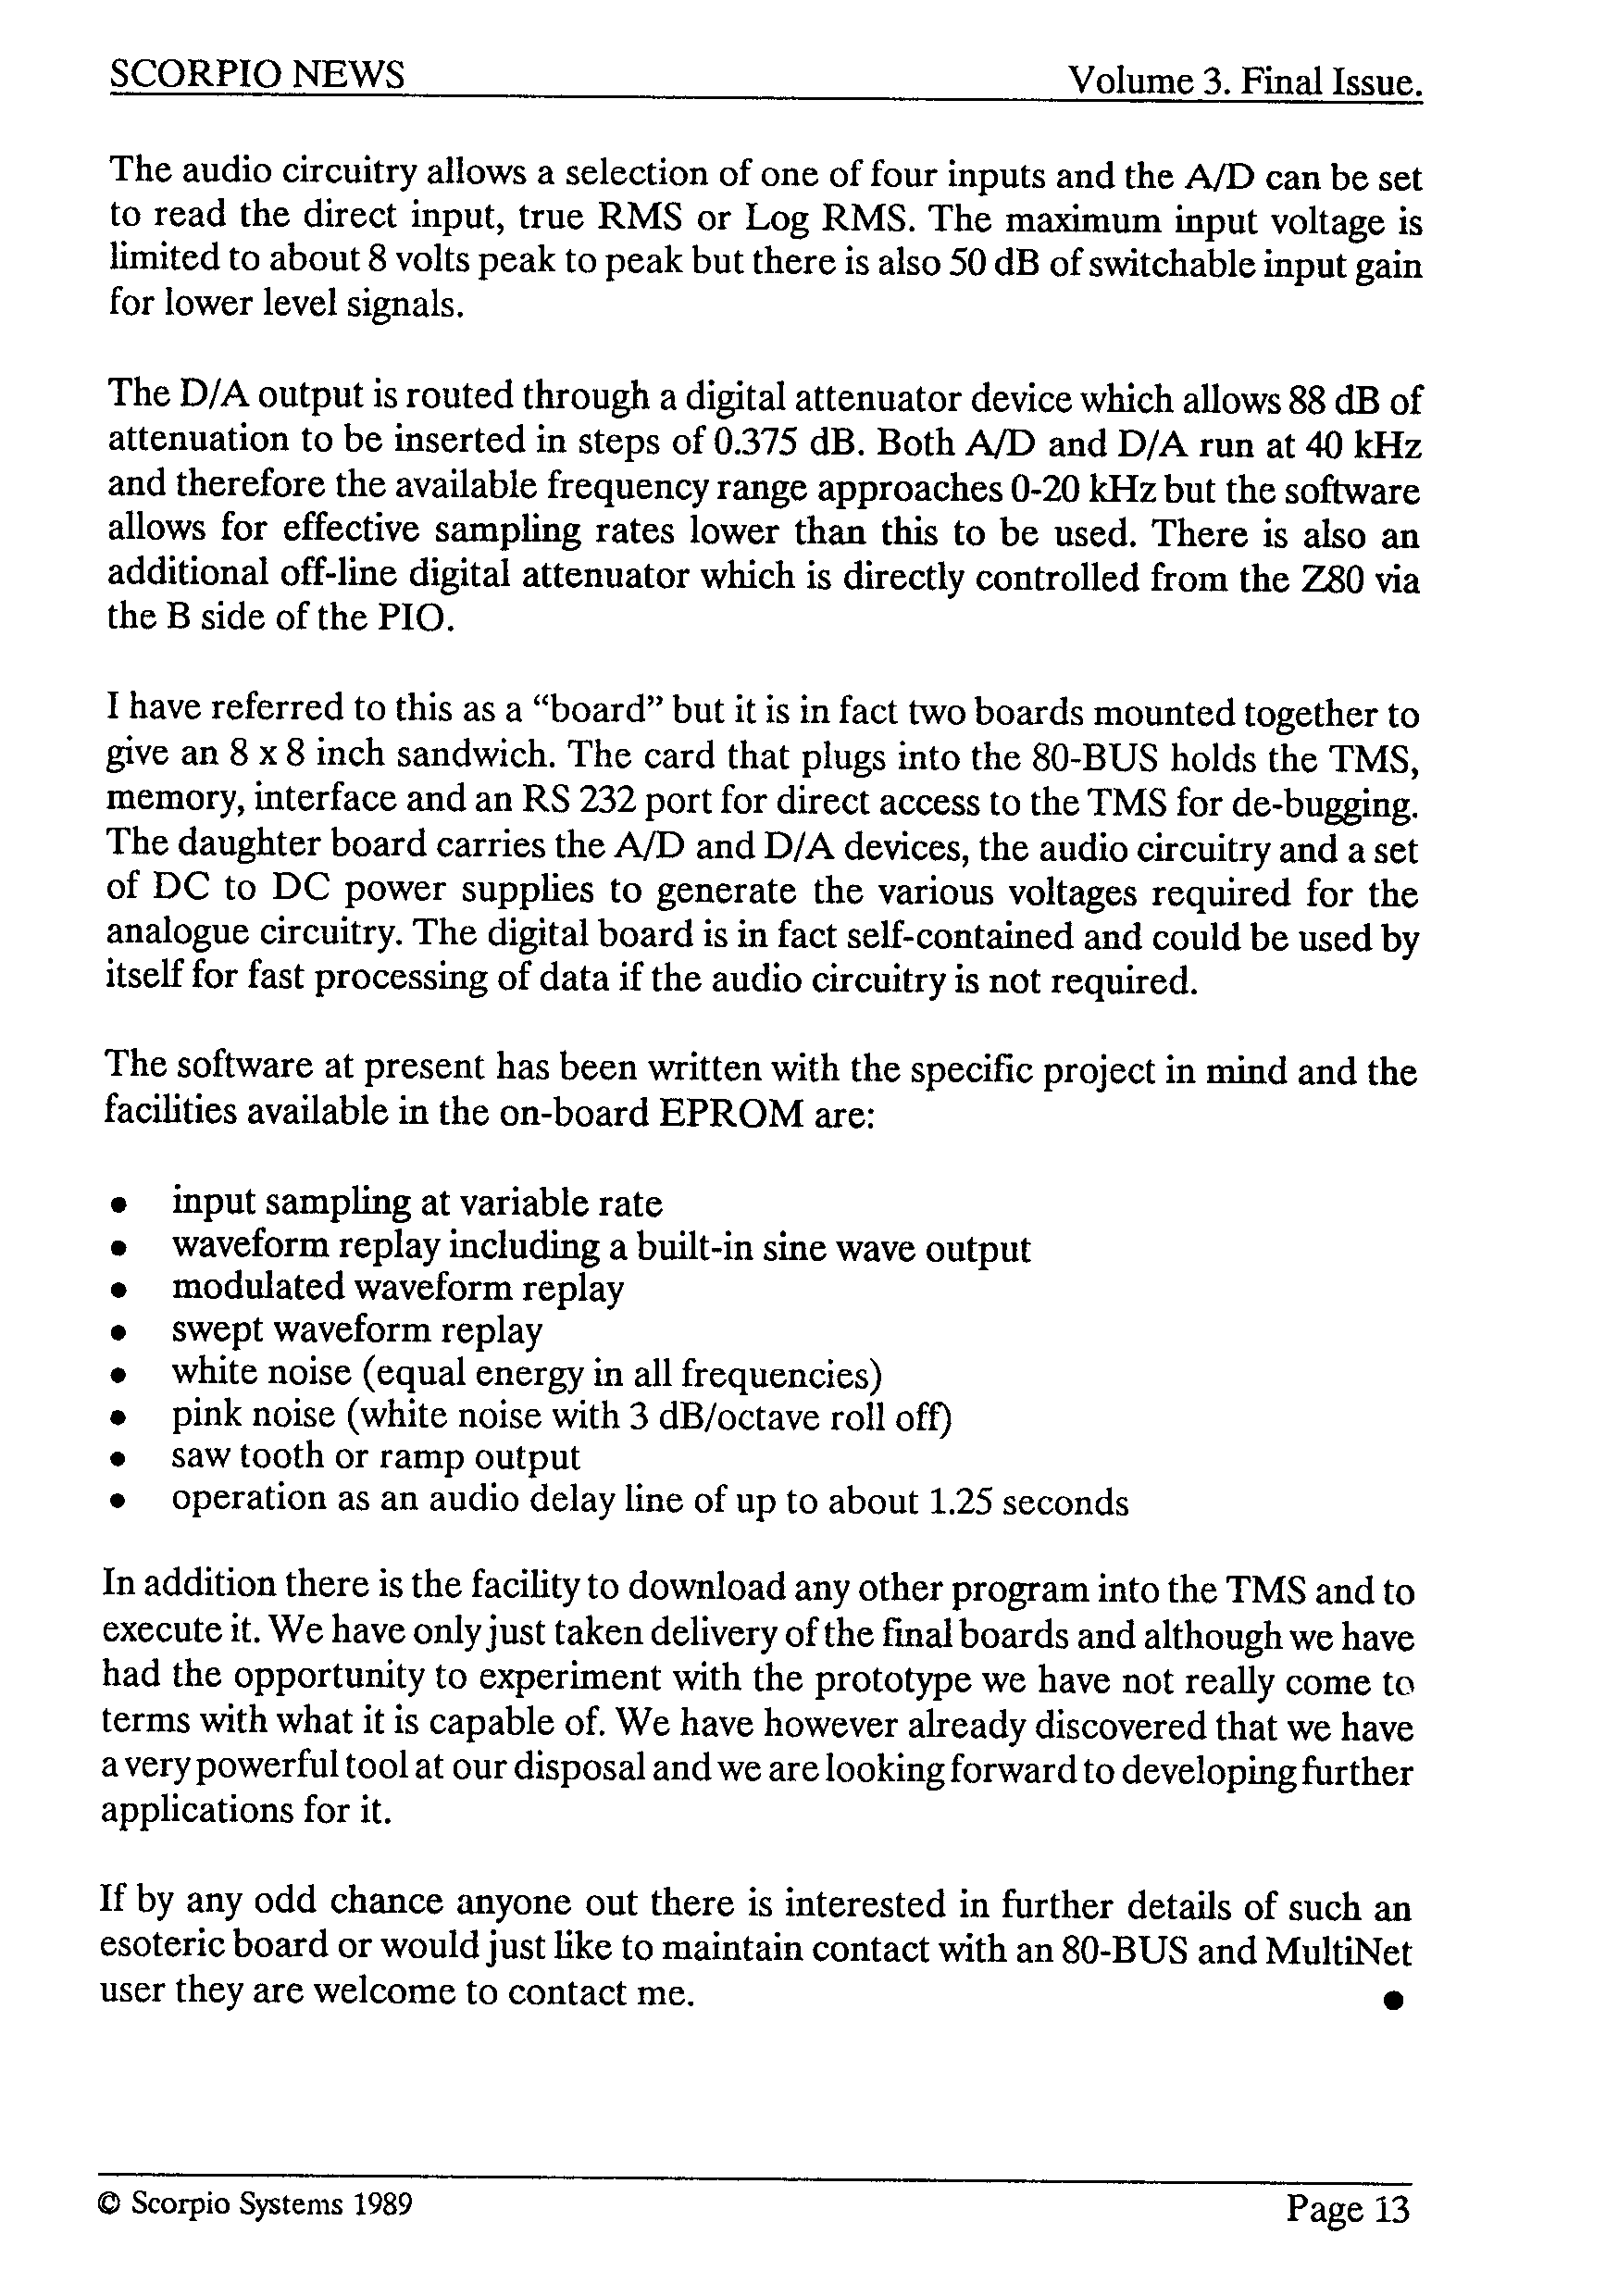 SCORPIO NEWS Volume 3. Final Issue.
The audio circuitry allows a selection of one of four inputs and the A/D can be set
to read the direct input, true RMS or Log RMS. The maximum input voltage is
limited to about 8 volts peak to peak but there is also 50 dB of switchable input gain
for lower level signals.
The D/A output is routed through a digital attenuator device which allows 88 dB of
attenuation to be inserted in steps of 0.375 dB. Both A/D and D/A run at 40 kHz
and therefore the available frequency range approaches 0-20 kHz but the software
allows for effective sampling rates lower than this to be used. There is also an
additional off-line digital attenuator which is directly controlled from the Z80 via
the B side of the PIO.
I have referred to this as a “board” but it is in fact two boards mounted together to
give an 8 x 8 inch sandwich. The card that plugs into the 80-BUS holds the TMS,
memory, interface and an RS 232 port for direct access to the TMS for de-bugging.
The daughter board carries the A/D and D/A devices, the audio circuitry and a set
of DC to DC power supplies to generate the various voltages required for the
analogue circuitry. The digital board is in fact self-contained and could be used by
itself for fast processing of data if the audio circuitry is not required.
The software at present has been written with the specific project in mind and the
facilities available in the on-board EPROM are:
• input sampling at variable rate
• waveform replay including a built-in sine wave output
• modulated waveform replay
• swept waveform replay
• white noise (equal energy in all frequencies)
• pink noise (white noise with 3 dB/octave roll off)
• saw tooth or ramp output
• operation as an audio delay line of up to about 1.25 seconds
In addition there is the facility to download any other program into the TMS and to
execute it. We have only just taken delivery of the final boards and although we have
had the opportunity to experiment with the prototype we have not really come to
terms with what it is capable of. We have however already discovered that we have
a very powerful tool at our disposal and we are looking forward to developing further
applications for it.
If by any odd chance anyone out there is interested in further details of such an
esoteric board or would just like to maintain contact with an 80-BUS and MultiNet
user they are welcome to contact me. •
© Scorpio Systems 1989 Page 13